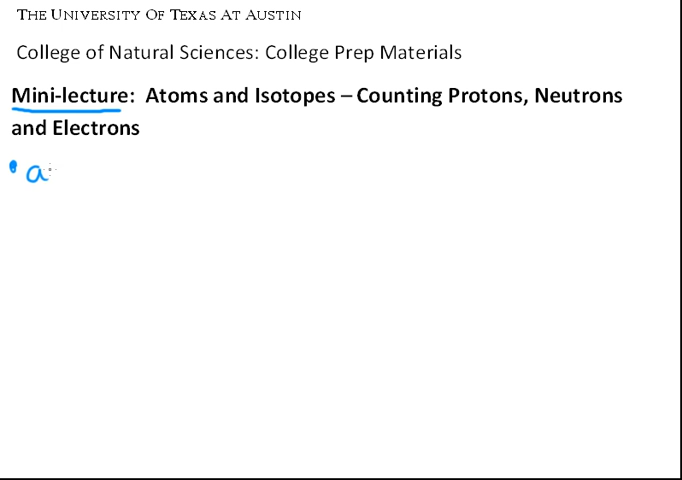 THE UNIVERSITY OF TEXAS AT AUSTIN
College of Natural Sciences: College Prep Materials
Mini-lecture: Atoms and Isotopes – Counting Protons, Neutrons
and Electrons
• a